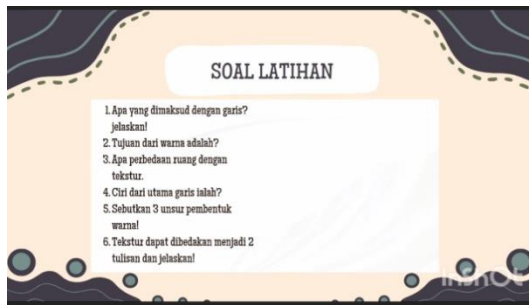 SOAL LATIHAN
1. Apa yang dimaksud dengan garis?
jelaskan!
2. Tujuan dari warna adalah?
3. Apa perbedaan ruang dengan
tekstur.
4. Ciri dari utama garis ialah?
5. Sebutkan 3 unsur pembentuk
warna!
6. Tekstur dapat dibedakan menjadi 2
tulisan dan jelaskan!
InShot